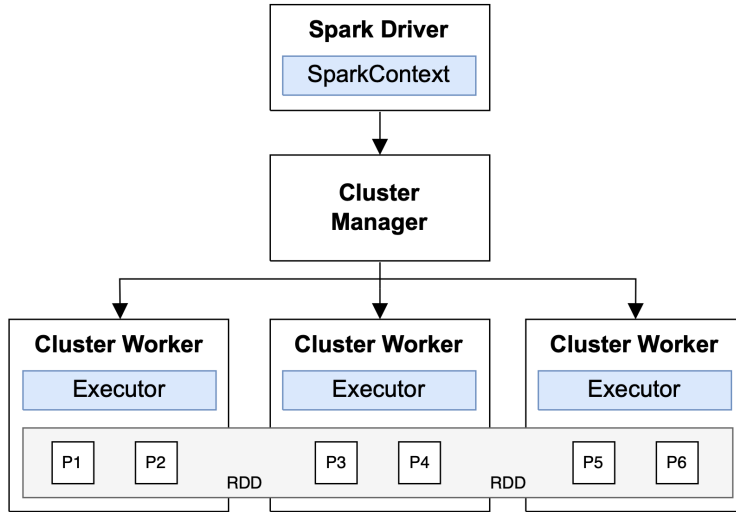 Spark Driver
SparkContext
Cluster
Manager
Cluster Worker
Executor
Cluster Worker
Executor
Cluster Worker
Executor
P1
P2
P3
P4
P5
P6
RDD
RDD